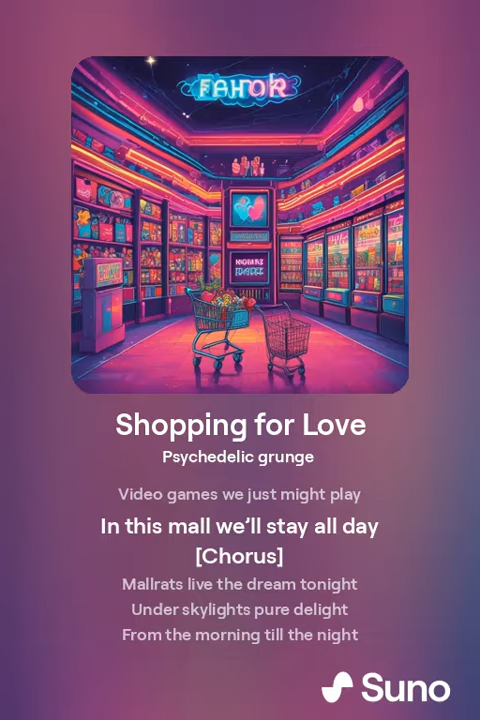 FAHOR
Shopping for Love
Psychedelic grunge
Video games we just might play
In this mall we’ll stay all day
[Chorus]
Mallrats live the dream tonight
Under skylights pure delight
From the morning till the night
Suno